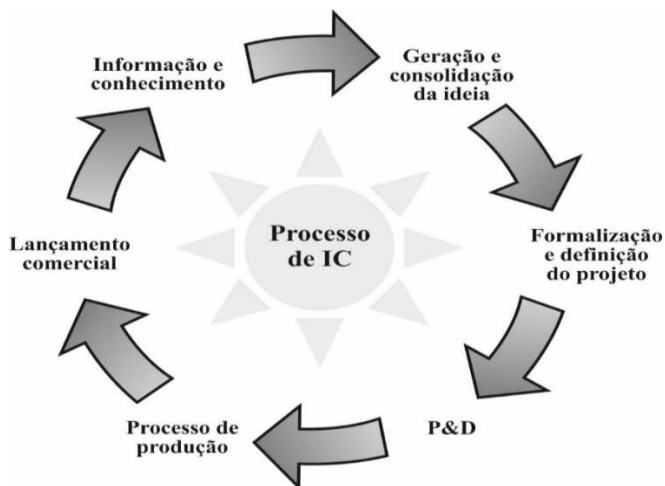 Informação e
conhecimento
Geração e
consolidação
da ideia
Formalização
e definição
do projeto
P&D
Processo de
produção
Lançamento
comercial
Processo
de IC